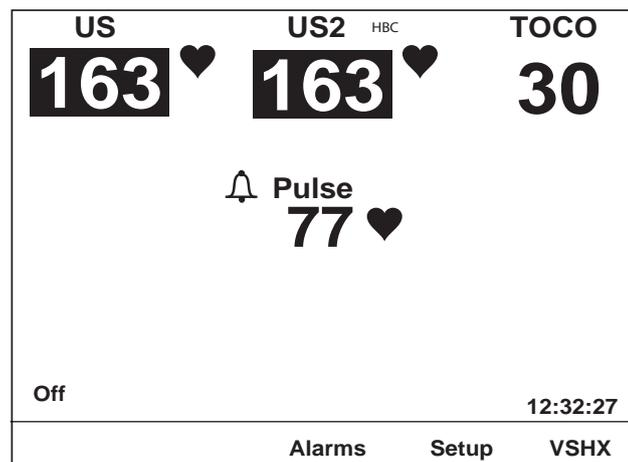 US US2 HBC TOCO
163 163 30
Pulse
77
Off
12:32:27
Alarms Setup VSHX